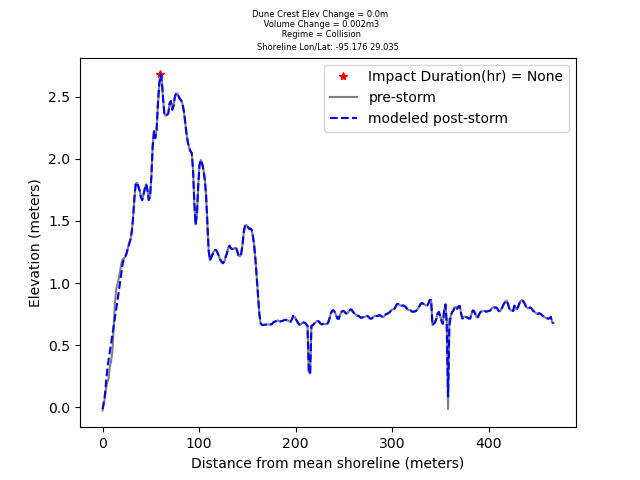 Dune Crest Elev Change = 0.0m
Volume Change = 0.002m3
Regime = Collision
Shoreline Lon/Lat: -95.176 29.035
Impact Duration(hr) = None
pre-storm
modeled post-storm
Elevation (meters)
2.5
2.0
1.5
1.0
0.5
0.0
0 100 200 300 400
Distance from mean shoreline (meters)